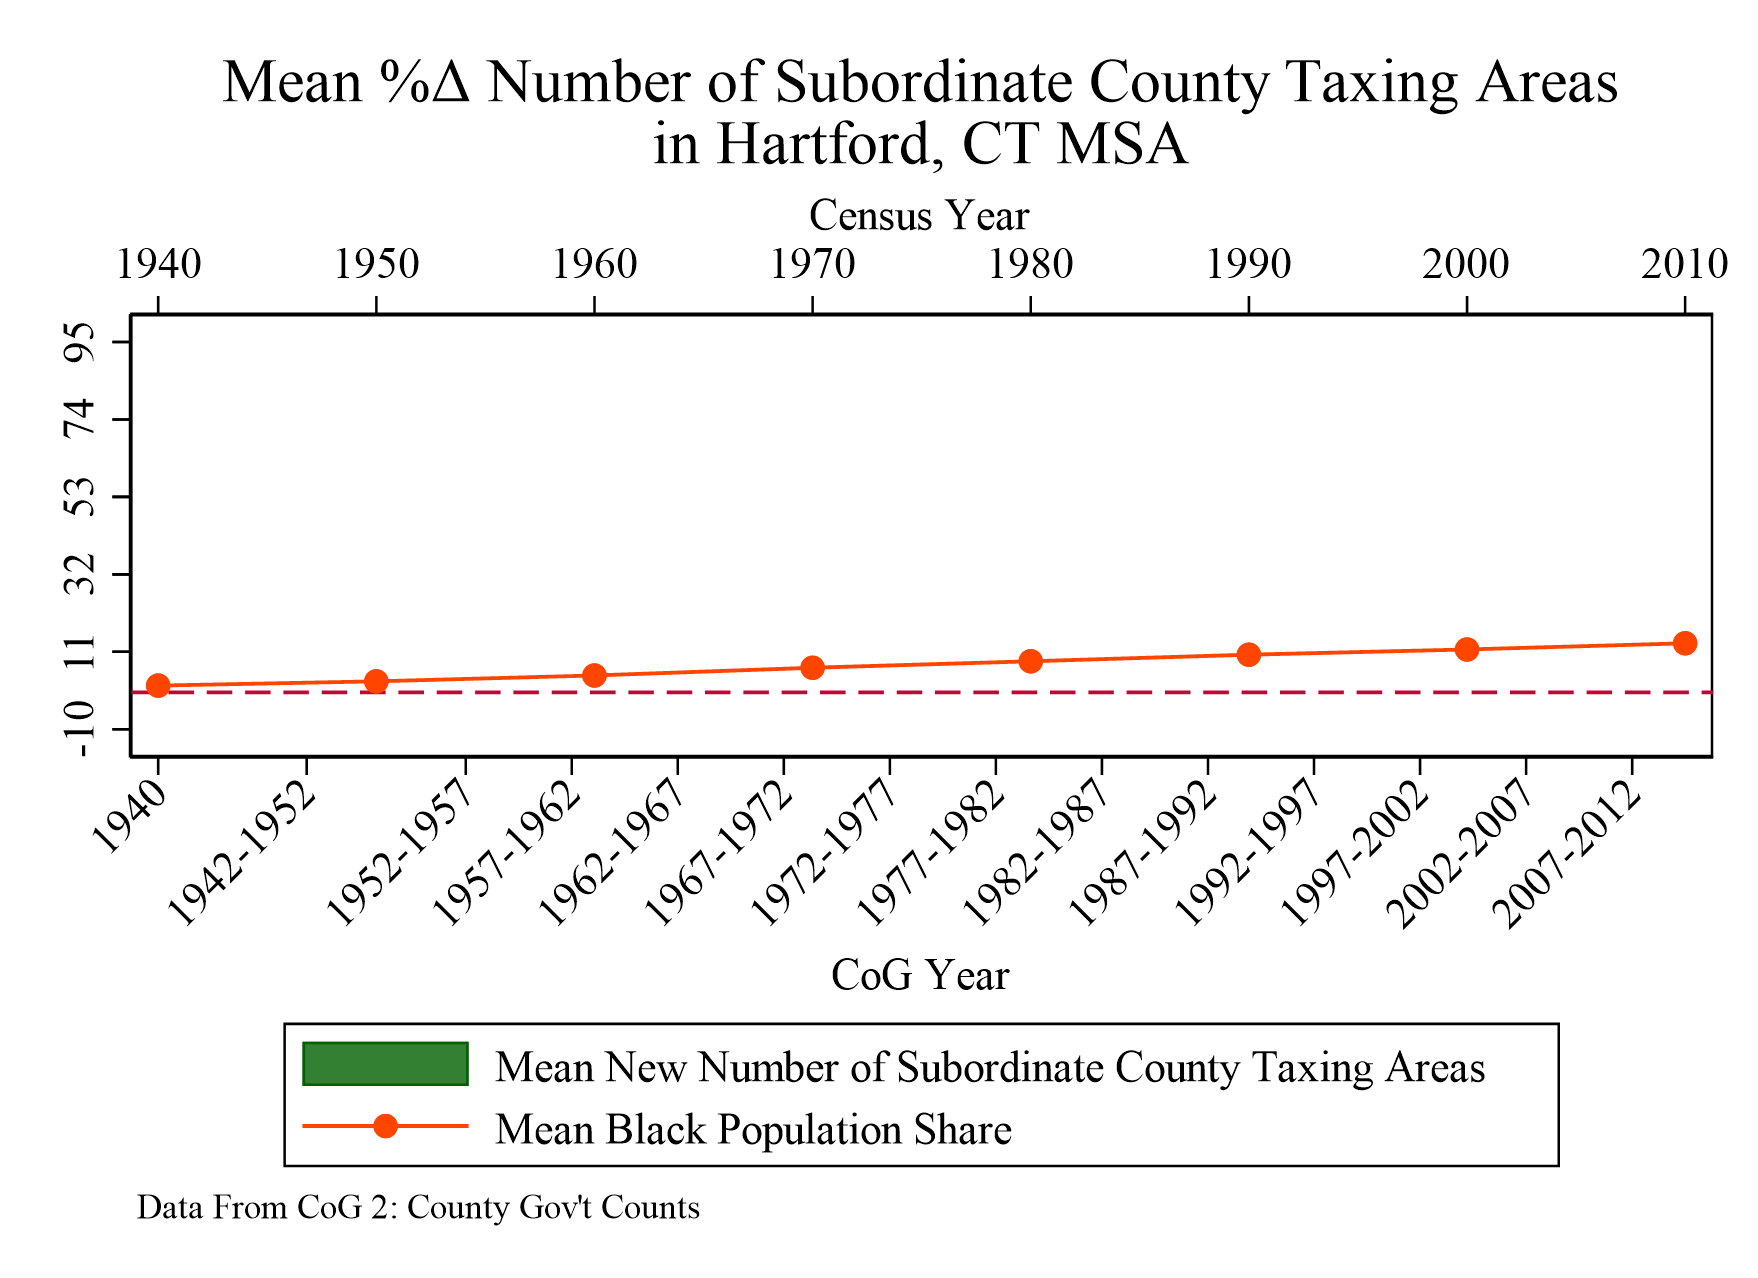 Mean %Δ Number of Subordinate County Taxing Areas
in Hartford, CT MSA
Census Year
1940 1950 1960 1970 1980 1990 2000 2010
95
74
53
32
11
-10
1940 1942-1952 1952-1957 1957-1962 1962-1967 1967-1972 1972-1977 1977-1982 1982-1987 1987-1992 1992-1997 1997-2002 2002-2007 2007-2012
CoG Year
Mean New Number of Subordinate County Taxing Areas
Mean Black Population Share
Data From CoG 2: County Gov't Counts